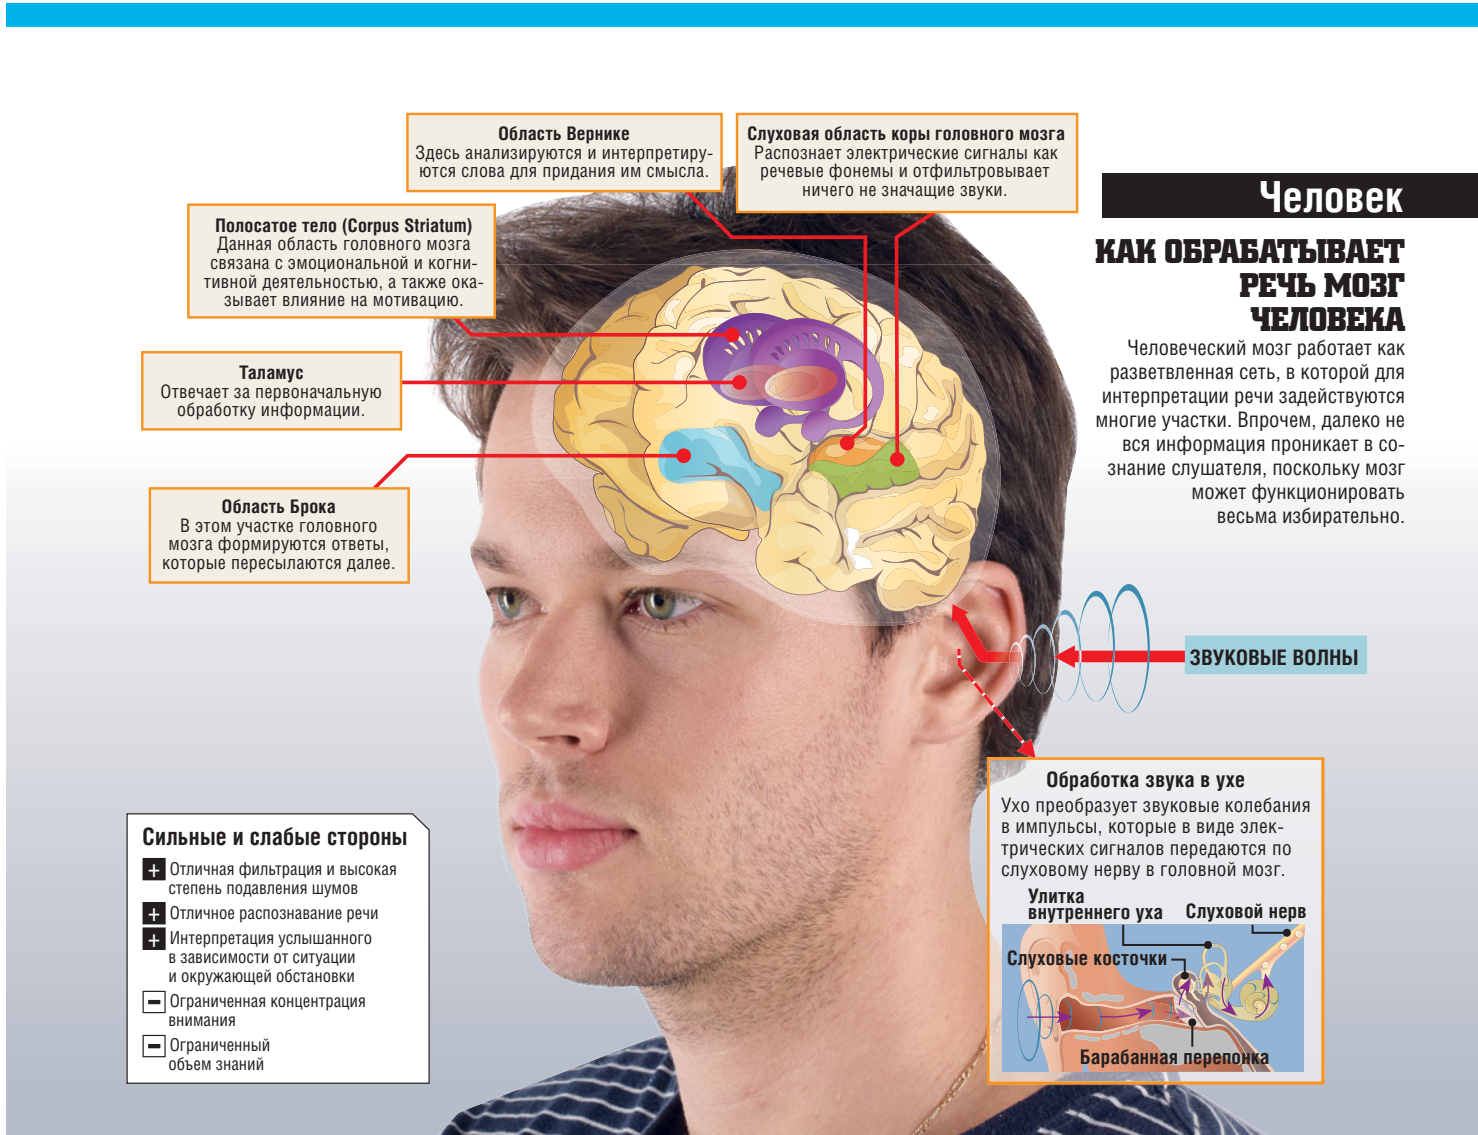 Область Вернике
Здесь анализируются и интерпретиру-
ются слова для придания им смысла.
Слуховая область коры головного мозга
Распознает электрические сигналы как
речевые фонемы и отфильтровывает
ничего не значащие звуки.
Человек
КАК ОБРАБАТЫВАЕТ
РЕЧЬ МОЗГ
ЧЕЛОВЕКА
Человеческий мозг работает как
разветвленная сеть, в которой для
интерпретации речи задействуются
многие участки. Впрочем, далеко не
вся информация проникает в со-
знание слушателя, поскольку мозг
может функционировать
весьма избирательно.
Полосатое тело (Corpus Striatum)
Данная область головного мозга
связана с эмоциональной и когни-
тивной деятельностью, а также ока-
зывает влияние на мотивацию.
Таламус
Отвечает за первоначальную
обработку информации.
Область Брока
В этом участке головного
мозга формируются ответы,
которые пересылаются далее.
ЗВУКОВЫЕ ВОЛНЫ
Обработка звука в ухе
Ухо преобразует звуковые колебания
в импульсы, которые в виде элек-
трических сигналов передаются по
слуховому нерву в головной мозг.
Улитка
внутреннего уха
Слуховой нерв
Слуховые косточки
Барабанная перепонка
Сильные и слабые стороны
+ Отличная фильтрация и высокая
степень подавления шумов
+ Отличное распознавание речи
+ Интерпретация услышанного
в зависимости от ситуации
и окружающей обстановки
− Ограниченная концентрация
внимания
− Ограниченный
объем знаний